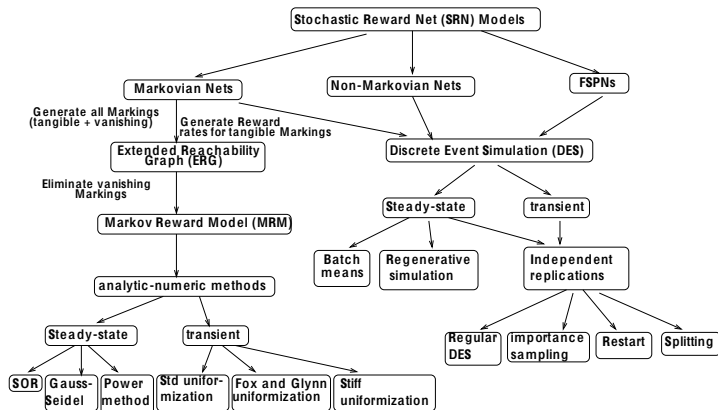 Stochastic Reward Net (SRN) Models
Markovian Nets
Non-Markovian Nets
FSPNs
Generate all Markings
(tangible + vanishing)
Generate Reward
rates for tangible Markings
Extended Reachability
Graph (ERG)
Discrete Event Simulation (DES)
Eliminate vanishing
Markings
Steady-state
transient
Markov Reward Model (MRM)
Batch
means
Regenerative
simulation
Independent
replications
analytic-numeric methods
Steady-state
transient
Regular
DES
importance
sampling
Restart
Splitting
SOR
Gauss-
Seidel
Power
method
Std unifor-
mization
Fox and Glynn
uniformization
Stiff
uniformization